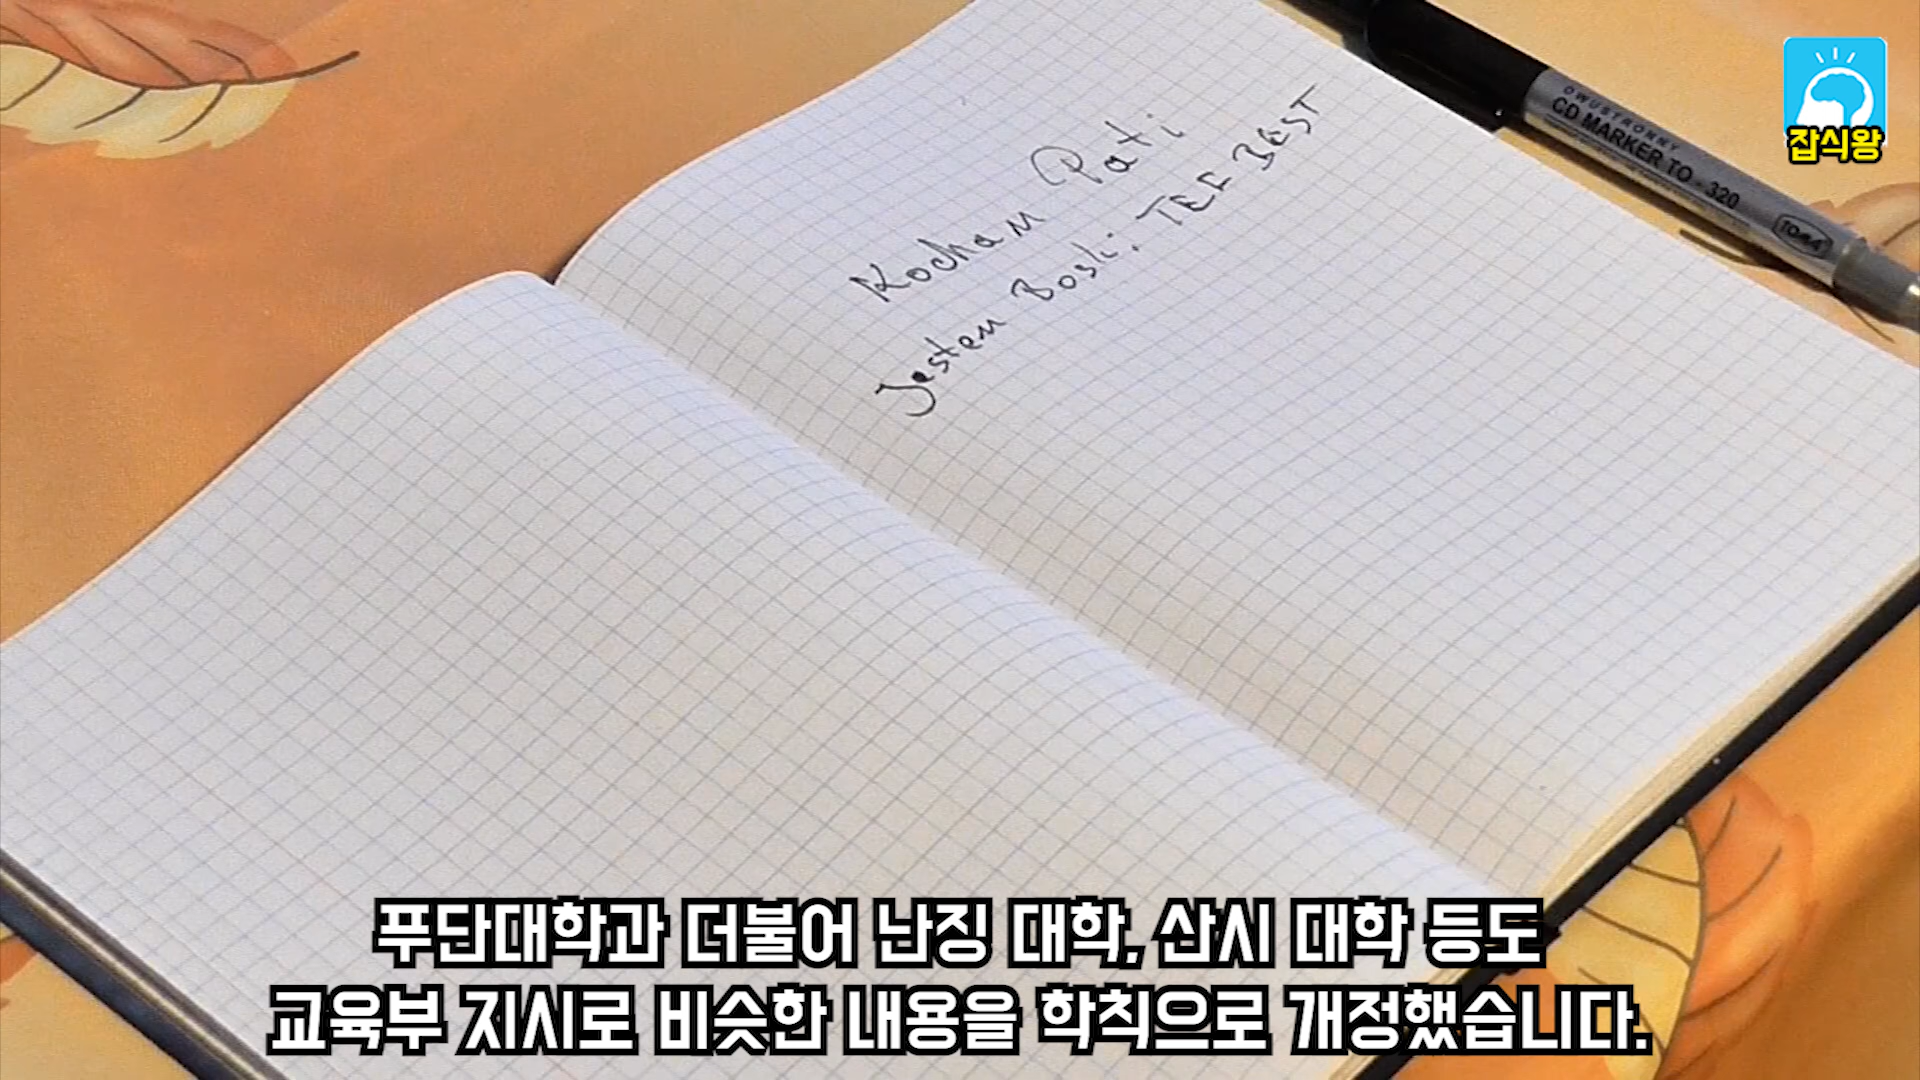 잡식왕
DWUSTRONNY
CD MARKER TO - 320
TOMA
Kocham Pati
Jestem Boski. TEF BEST
푸단대학과 더불어 난징 대학, 산시 대학 등도
교육부 지시로 비슷한 내용을 학칙으로 개정했습니다.